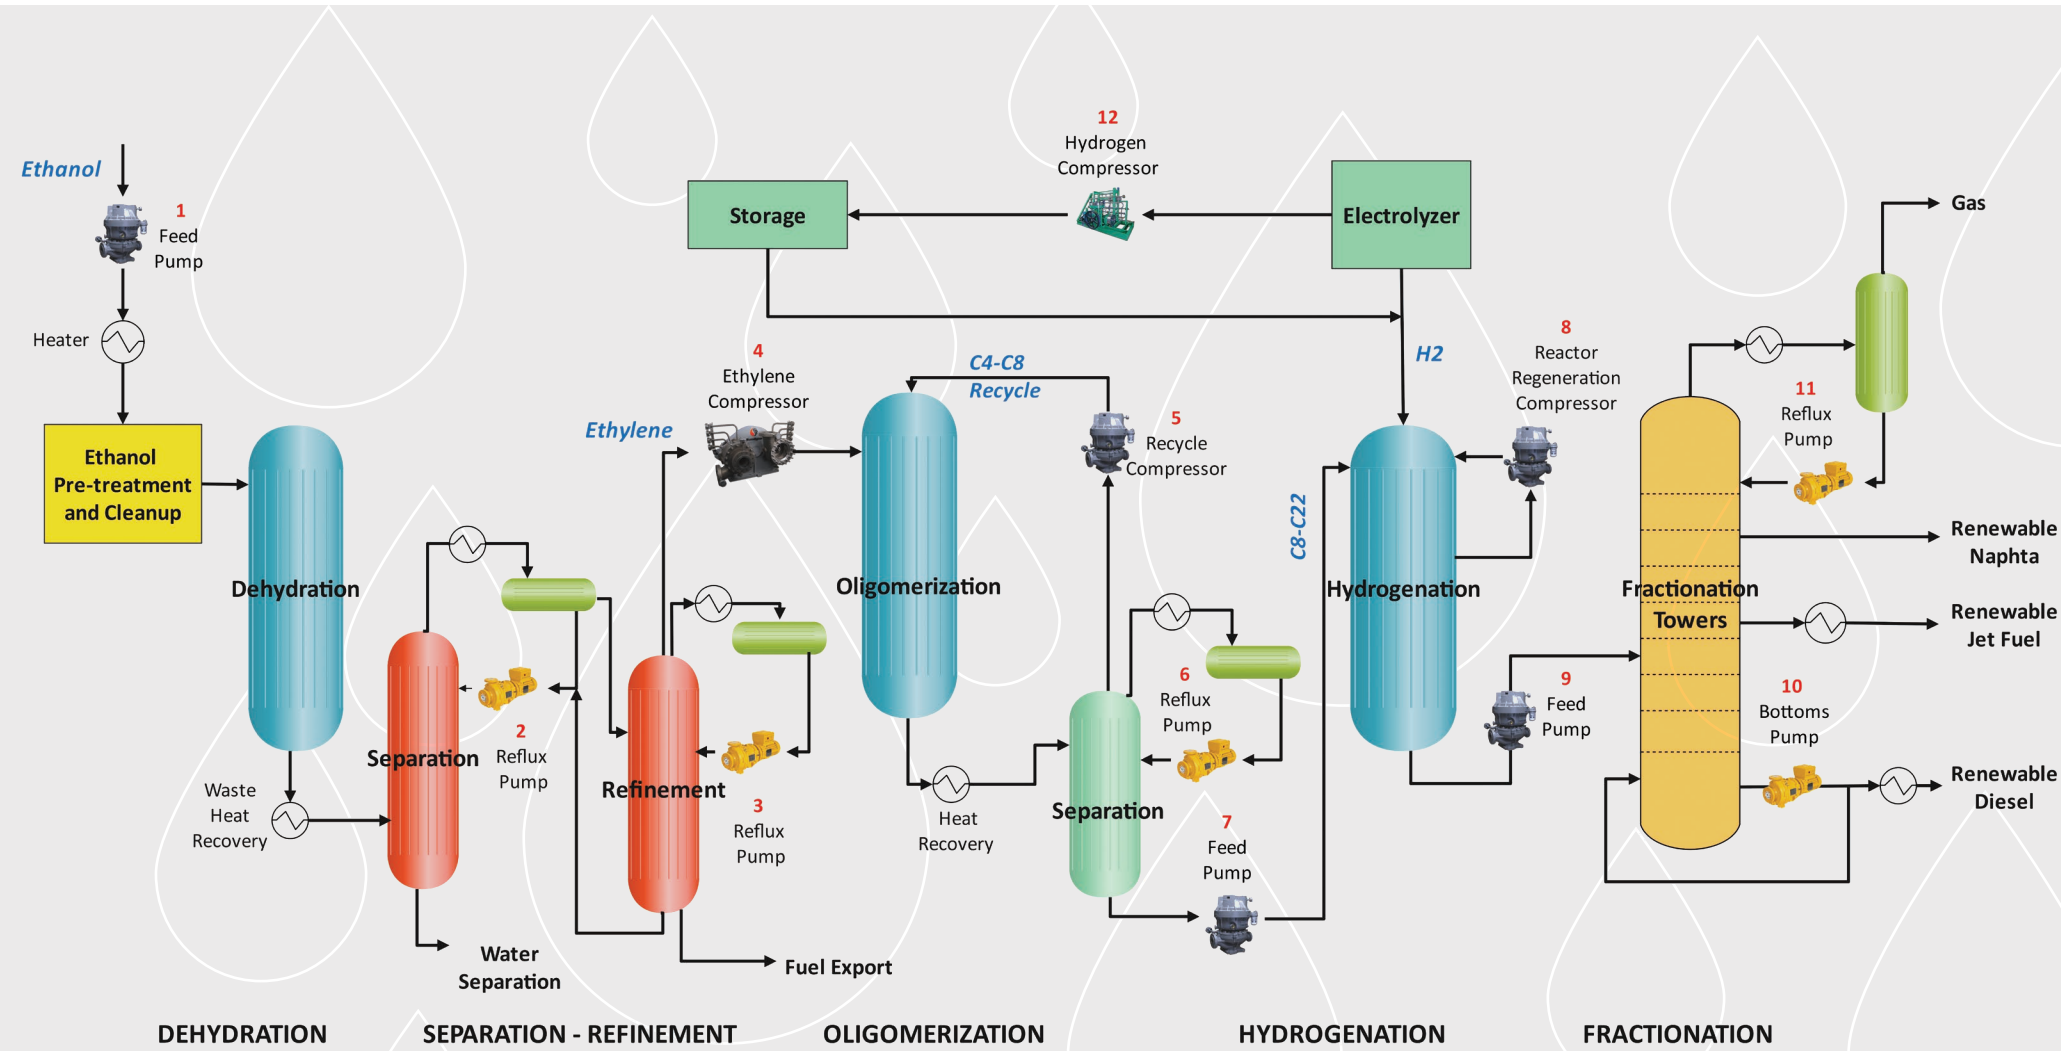 Ethanol
1
Feed
Pump
Heater
Ethanol
Pre-treatment
and Cleanup
Dehydration
Waste
Heat
Recovery
Separation
2
Reflux
Pump
Water
Separation
Refinement
3
Reflux
Pump
Fuel Export
Ethylene
4
Ethylene
Compressor
Storage
12
Hydrogen
Compressor
Electrolyzer
C4-C8
Recycle
Oligomerization
Heat
Recovery
5
Recycle
Compressor
Separation
6
Reflux
Pump
7
Feed
Pump
C8-C22
H2
Hydrogenation
8
Reactor
Regeneration
Compressor
9
Feed
Pump
Fractionation
Towers
11
Reflux
Pump
10
Bottoms
Pump
Gas
Renewable
Naphta
Renewable
Jet Fuel
Renewable
Diesel
DEHYDRATION
SEPARATION - REFINEMENT
OLIGOMERIZATION
HYDROGENATION
FRACTIONATION